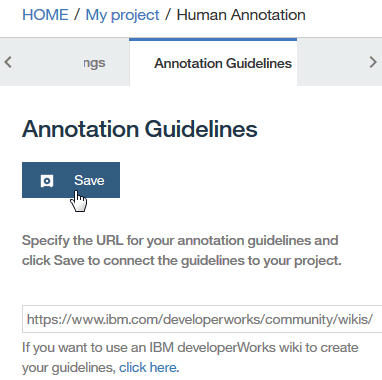 HOME / My project / Human Annotation
ngs Annotation Guidelines
Annotation Guidelines
Save
Specify the URL for your annotation guidelines and
click Save to connect the guidelines to your project.
https://www.ibm.com/developerworks/community/wikis/
If you want to use an IBM developerWorks wiki to create
your guidelines, click here.